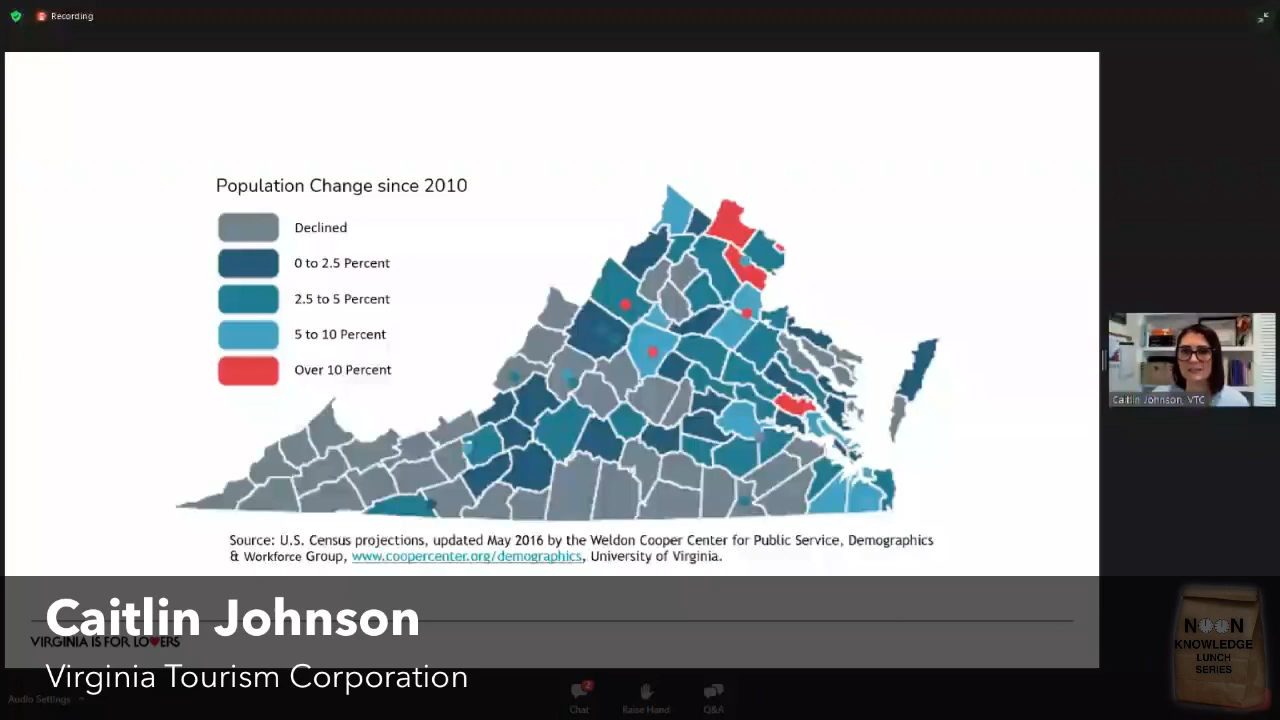 Recording
Population Change since 2010
Declined
0 to 2.5 Percent
2.5 to 5 Percent
5 to 10 Percent
Over 10 Percent
Caitlin Johnson, VTC
Source: U.S. Census projections, updated May 2016 by the Weldon Cooper Center for Public Service, Demographics
& Workforce Group, www.coopercenter.org/demographics, University of Virginia.
Caitlin Johnson
VIRGINIA IS FOR LOVERS
Virginia Tourism Corporation
NOON
KNOWLEDGE
LUNCH
SERIES
Audio Settings
2
Chat
Raise Hand
Q&A